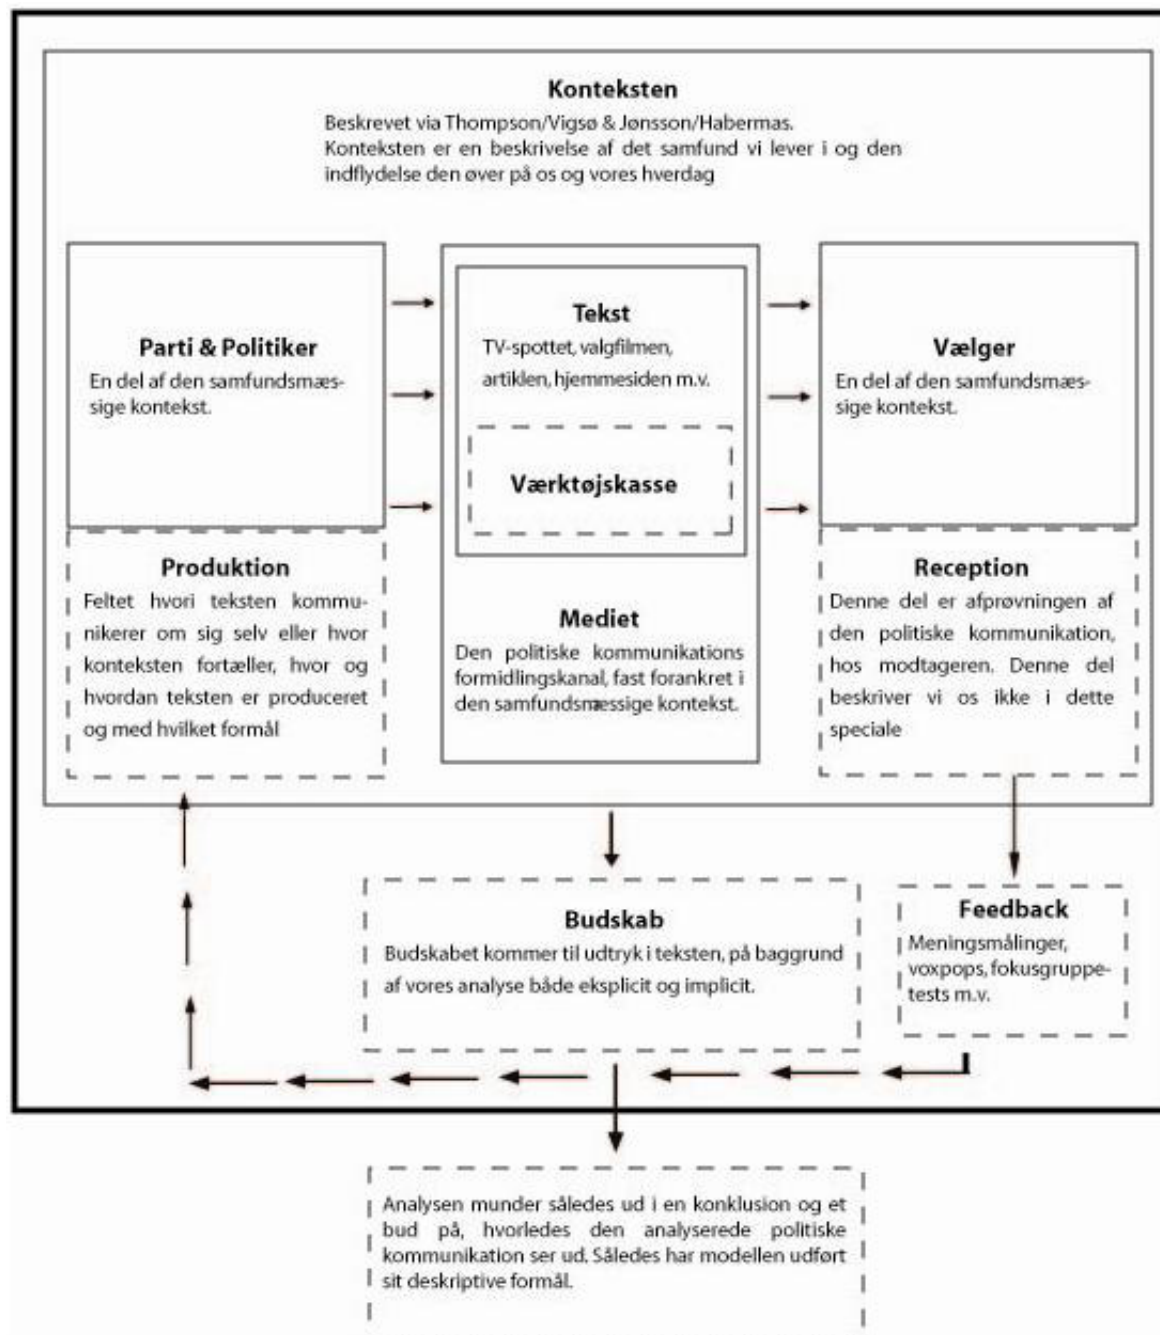 Konteksten
Beskrevet via Thompson/Vigsø & Jønsson/Habermas.
Konteksten er en beskrivelse af det samfund vi lever i og den
indflydelse den øver på os og vores hverdag
Parti & Politiker
En del af den samfundsmæs-
sige kontekst.
Produktion
Feltet hvori teksten kommu-
nikerer om sig selv eller hvor
konteksten fortæller, hvor og
hvordan teksten er produceret
og med hvilket formål
Tekst
TV-spottet, valgfilmen,
artiklen, hjemmesiden m.v.
Værktøjskasse
Mediet
Den politiske kommunikations
formidlingskanal, fast forankret i
den samfundsmæssige kontekst.
Vælger
En del af den samfundsmæs-
sige kontekst.
Reception
Denne del er afprøvningen af
den politiske kommunikation,
hos modtageren. Denne del
beskriver vi os ikke i dette
speciale
Budskab
Budskabet kommer til udtryk i teksten, på baggrund
af vores analyse både eksplicit og implicit.
Feedback
Meningsmålinger,
voxpops, fokusgruppe-
tests m.v.
Analysen munder således ud i en konklusion og et
bud på, hvorledes den analyserede politiske
kommunikation ser ud. Således har modellen udført
sit deskriptive formål.